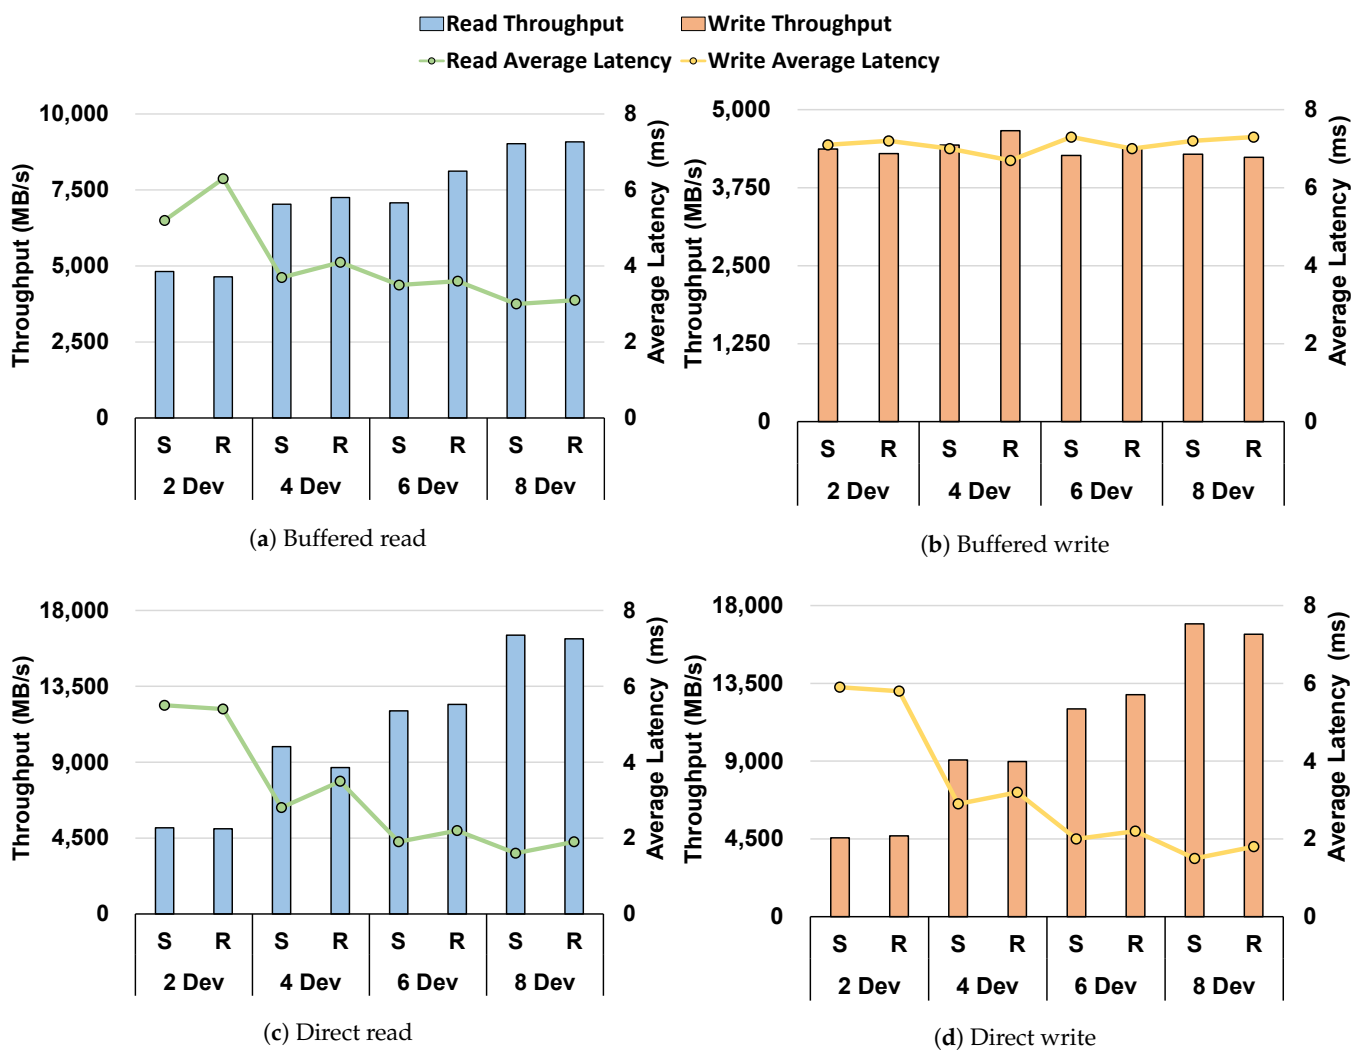 Read Throughput Write Throughput
Read Average Latency Write Average Latency
Throughput (MB/s)
10,000
7,500
5,000
2,500
0
8
6
4
2
0
Average Latency (ms)
S R S R S R S R
2 Dev 4 Dev 6 Dev 8 Dev
(a) Buffered read
Throughput (MB/s)
5,000
3,750
2,500
1,250
0
8
6
4
2
0
Average Latency (ms)
S R S R S R S R
2 Dev 4 Dev 6 Dev 8 Dev
(b) Buffered write
Throughput (MB/s)
18,000
13,500
9,000
4,500
0
8
6
4
2
0
Average Latency (ms)
S R S R S R S R
2 Dev 4 Dev 6 Dev 8 Dev
(c) Direct read
Throughput (MB/s)
18,000
13,500
9,000
4,500
0
8
6
4
2
0
Average Latency (ms)
S R S R S R S R
2 Dev 4 Dev 6 Dev 8 Dev
(d) Direct write